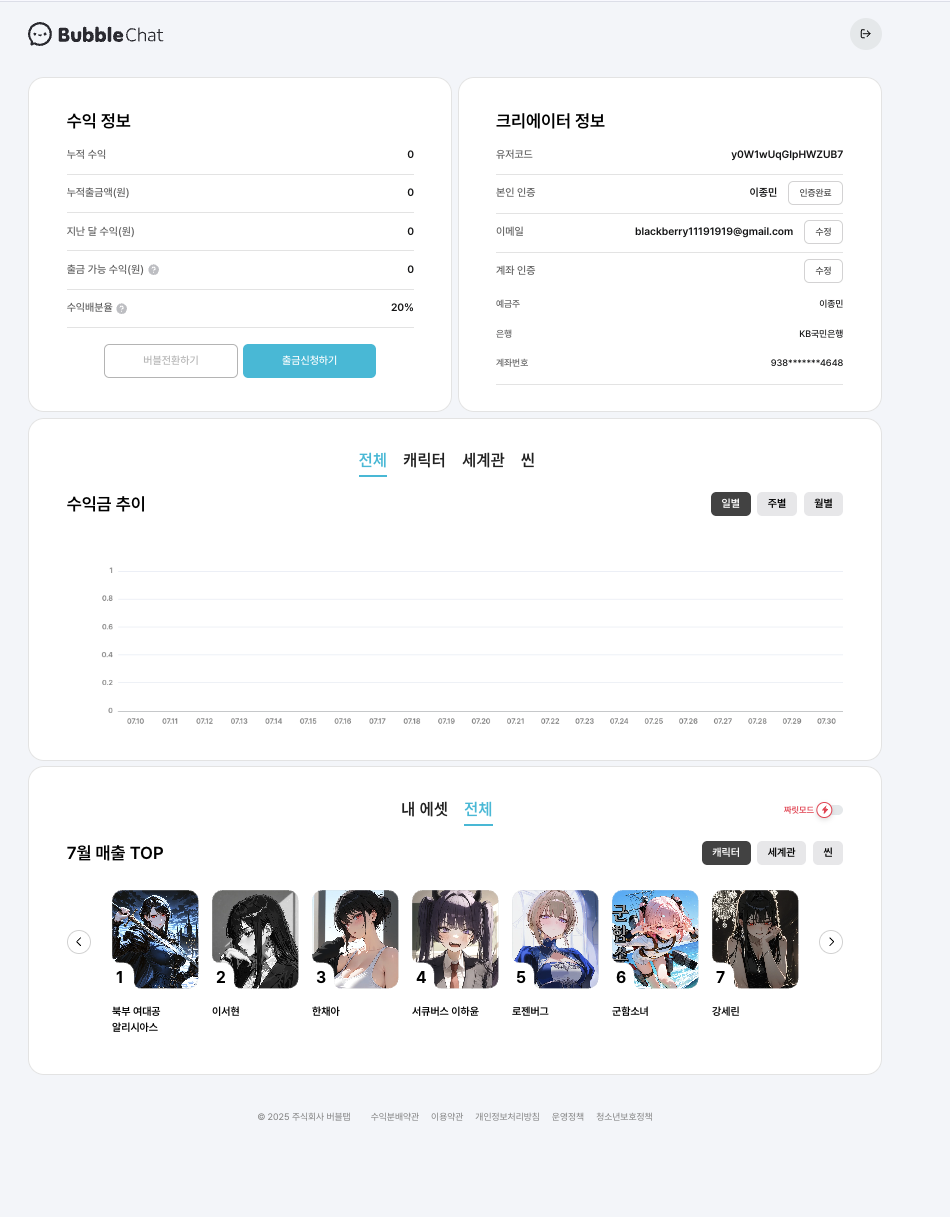 BubbleChat
수익 정보
누적 수익 0
누적출금액(원) 0
지난 달 수익(원) 0
출금 가능 수익(원) ? 0
수익배분율 ? 20%
버블전환하기 출금신청하기
크리에이터 정보
유저코드 y0W1wUqGlpHWZUB7
본인 인증 이종민 인증완료
이메일 blackberry11191919@gmail.com 수정
계좌 인증 수정
예금주 이종민
은행 KB국민은행
계좌번호 938*******4648
전체 캐릭터 세계관 씬
수익금 추이 일별 주별 월별
1
0.8
0.6
0.4
0.2
0
07.10 07.11 07.12 07.13 07.14 07.15 07.16 07.17 07.18 07.19 07.20 07.21 07.22 07.23 07.24 07.25 07.26 07.27 07.28 07.29 07.30
내 에셋 전체 짜릿모드
7월 매출 TOP 캐릭터 세계관 씬
군함소녀
1 2 3 4 5 6 7
북부 여대공 이서현 한채아 서큐버스 이하윤 로젠버그 군함소녀 강세린
알리시아스
© 2025 주식회사 버블탭 수익분배약관 이용약관 개인정보처리방침 운영정책 청소년보호정책